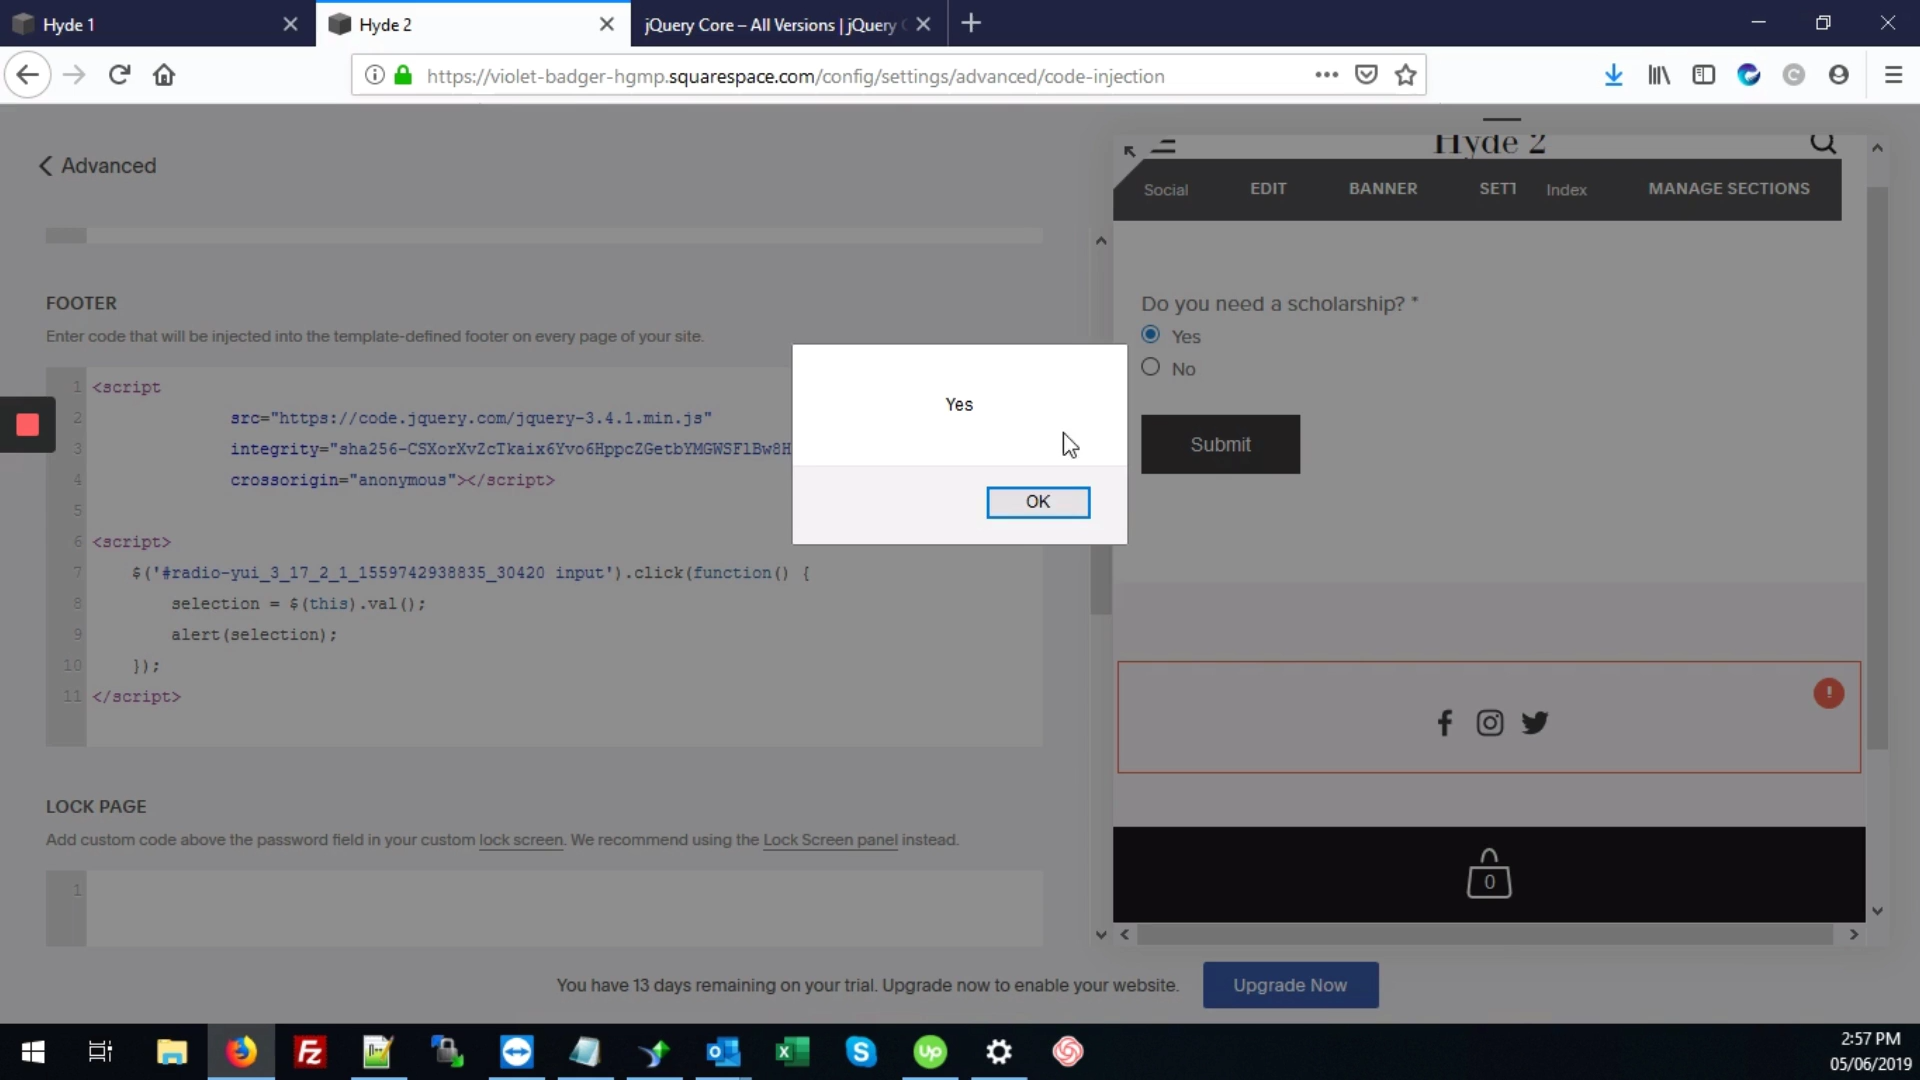 Hyde 1
Hyde 2
jQuery Core – All Versions | jQuery
https://violet-badger-hgmp.squarespace.com/config/settings/advanced/code-injection
Advanced
FOOTER
Enter code that will be injected into the template-defined footer on every page of your site.
1 <script
2 src="https://code.jquery.com/jquery-3.4.1.min.js"
3 integrity="sha256-CSXorXvZcTkaix6Yvo6HppcZGetbYMGWSFlBw8H
4 crossorigin="anonymous"></script>
5
6 <script>
7 $('#radio-yui_3_17_2_1_1559742938835_30420 input').click(function() {
8 selection = $(this).val();
9 alert(selection);
10 });
11 </script>
LOCK PAGE
Add custom code above the password field in your custom lock screen. We recommend using the Lock Screen panel instead.
1
Yes
OK
Hyde 2
Social EDIT BANNER SETT Index MANAGE SECTIONS
Do you need a scholarship? *
Yes
No
Submit
0
You have 13 days remaining on your trial. Upgrade now to enable your website.
Upgrade Now
2:57 PM
05/06/2019